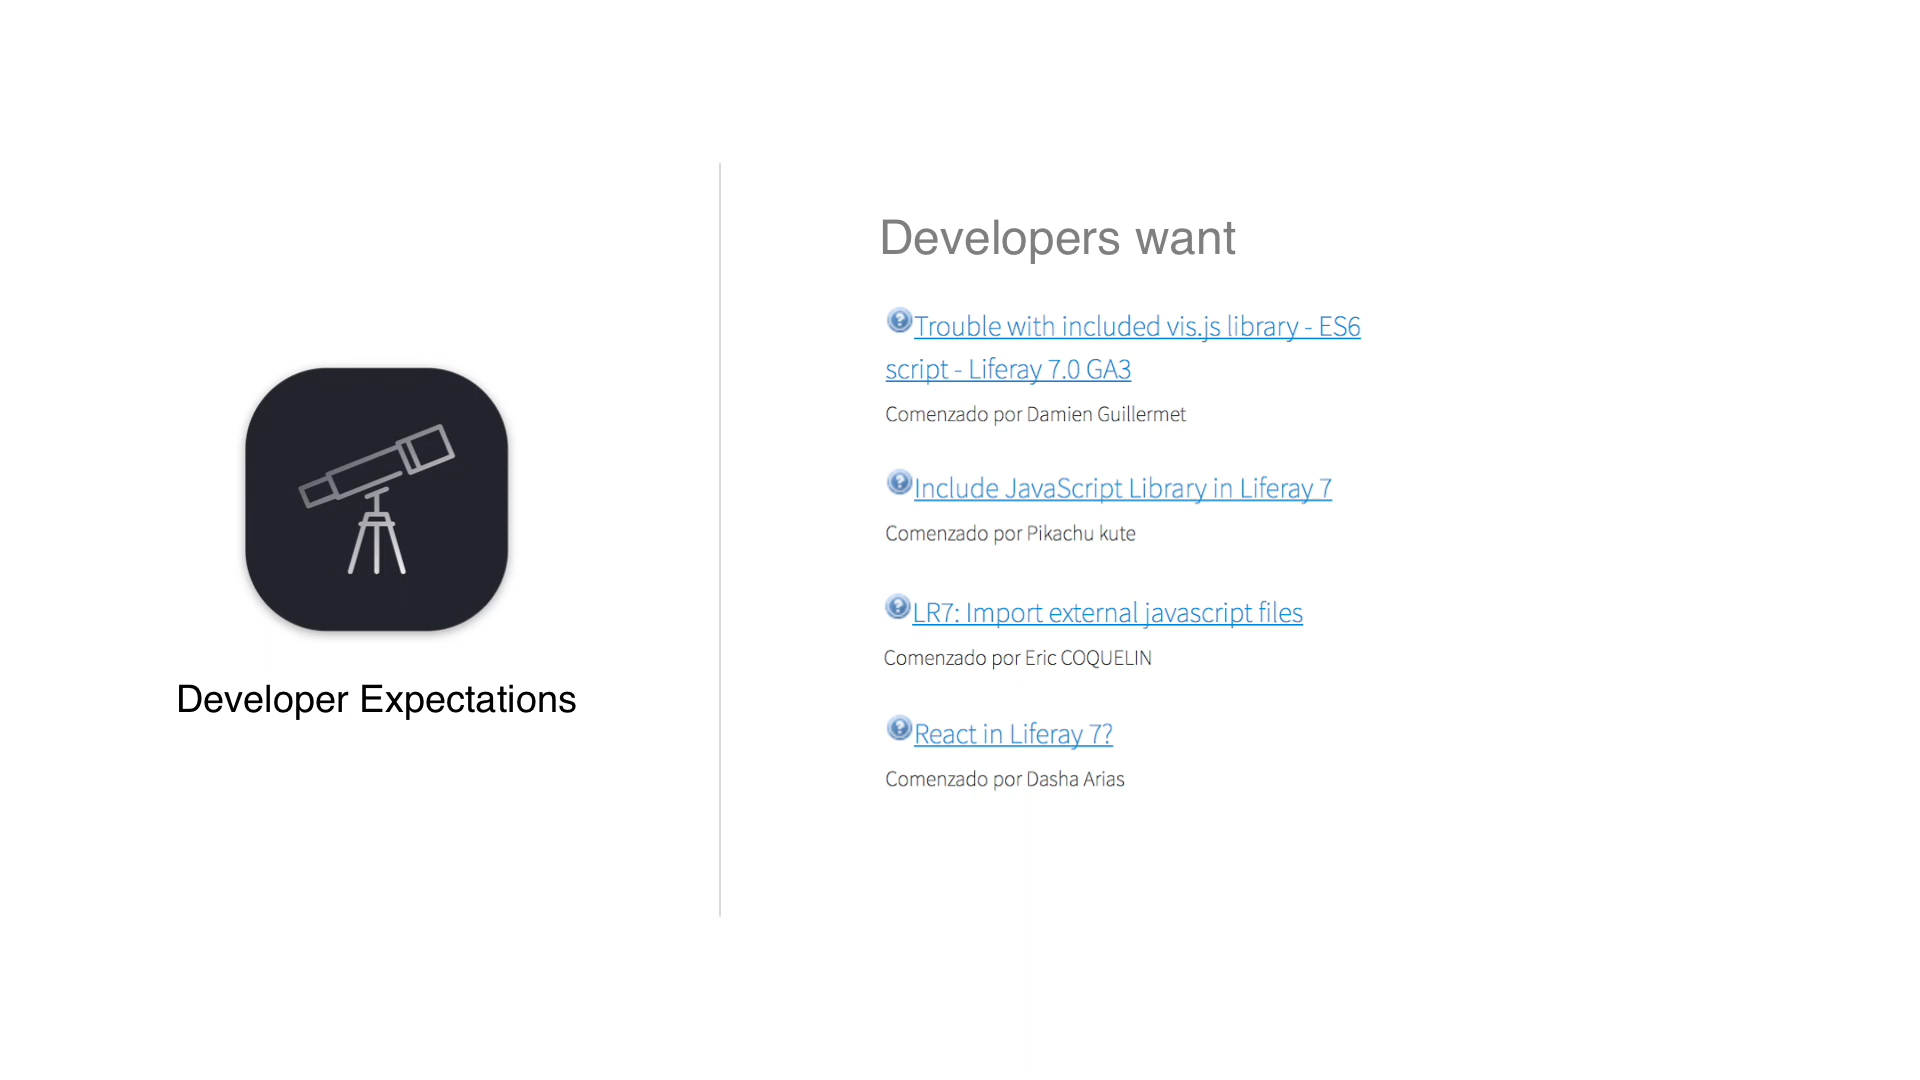 Developer Expectations
Developers want
Trouble with included vis.js library - ES6
script - Liferay 7.0 GA3
Comenzado por Damien Guillermet
Include JavaScript Library in Liferay 7
Comenzado por Pikachu kute
LR7: Import external javascript files
Comenzado por Eric COQUELIN
React in Liferay 7?
Comenzado por Dasha Arias